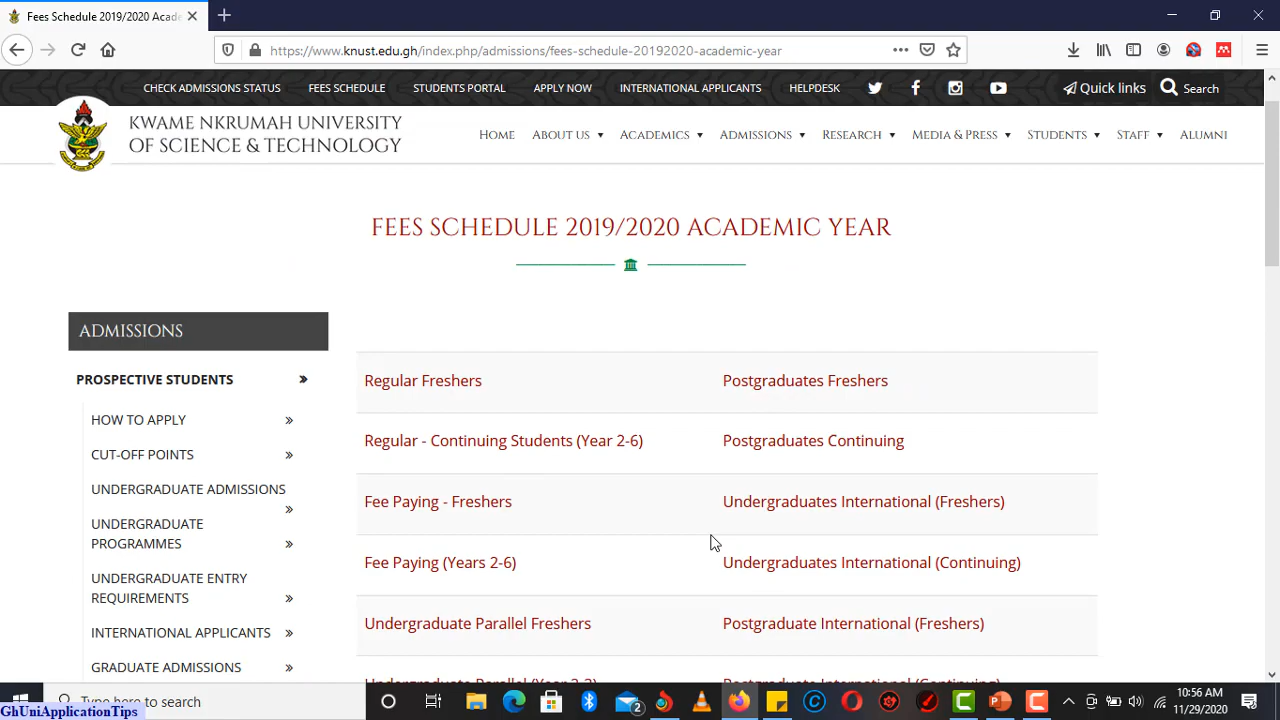 Fees Schedule 2019/2020 Acade
https://www.knust.edu.gh/index.php/admissions/fees-schedule-20192020-academic-year
CHECK ADMISSIONS STATUS FEES SCHEDULE STUDENTS PORTAL APPLY NOW INTERNATIONAL APPLICANTS HELPDESK Quick links Search
KWAME NKRUMAH UNIVERSITY
OF SCIENCE & TECHNOLOGY
HOME ABOUT US ACADEMICS ADMISSIONS RESEARCH MEDIA & PRESS STUDENTS STAFF ALUMNI
FEES SCHEDULE 2019/2020 ACADEMIC YEAR
ADMISSIONS
PROSPECTIVE STUDENTS
HOW TO APPLY
CUT-OFF POINTS
UNDERGRADUATE ADMISSIONS
UNDERGRADUATE
PROGRAMMES
UNDERGRADUATE ENTRY
REQUIREMENTS
INTERNATIONAL APPLICANTS
GRADUATE ADMISSIONS
Regular Freshers Postgraduates Freshers
Regular - Continuing Students (Year 2-6) Postgraduates Continuing
Fee Paying - Freshers Undergraduates International (Freshers)
Fee Paying (Years 2-6) Undergraduates International (Continuing)
Undergraduate Parallel Freshers Postgraduate International (Freshers)
Type here to search
2
10:56 AM
11/29/2020
GhUniApplicationTips